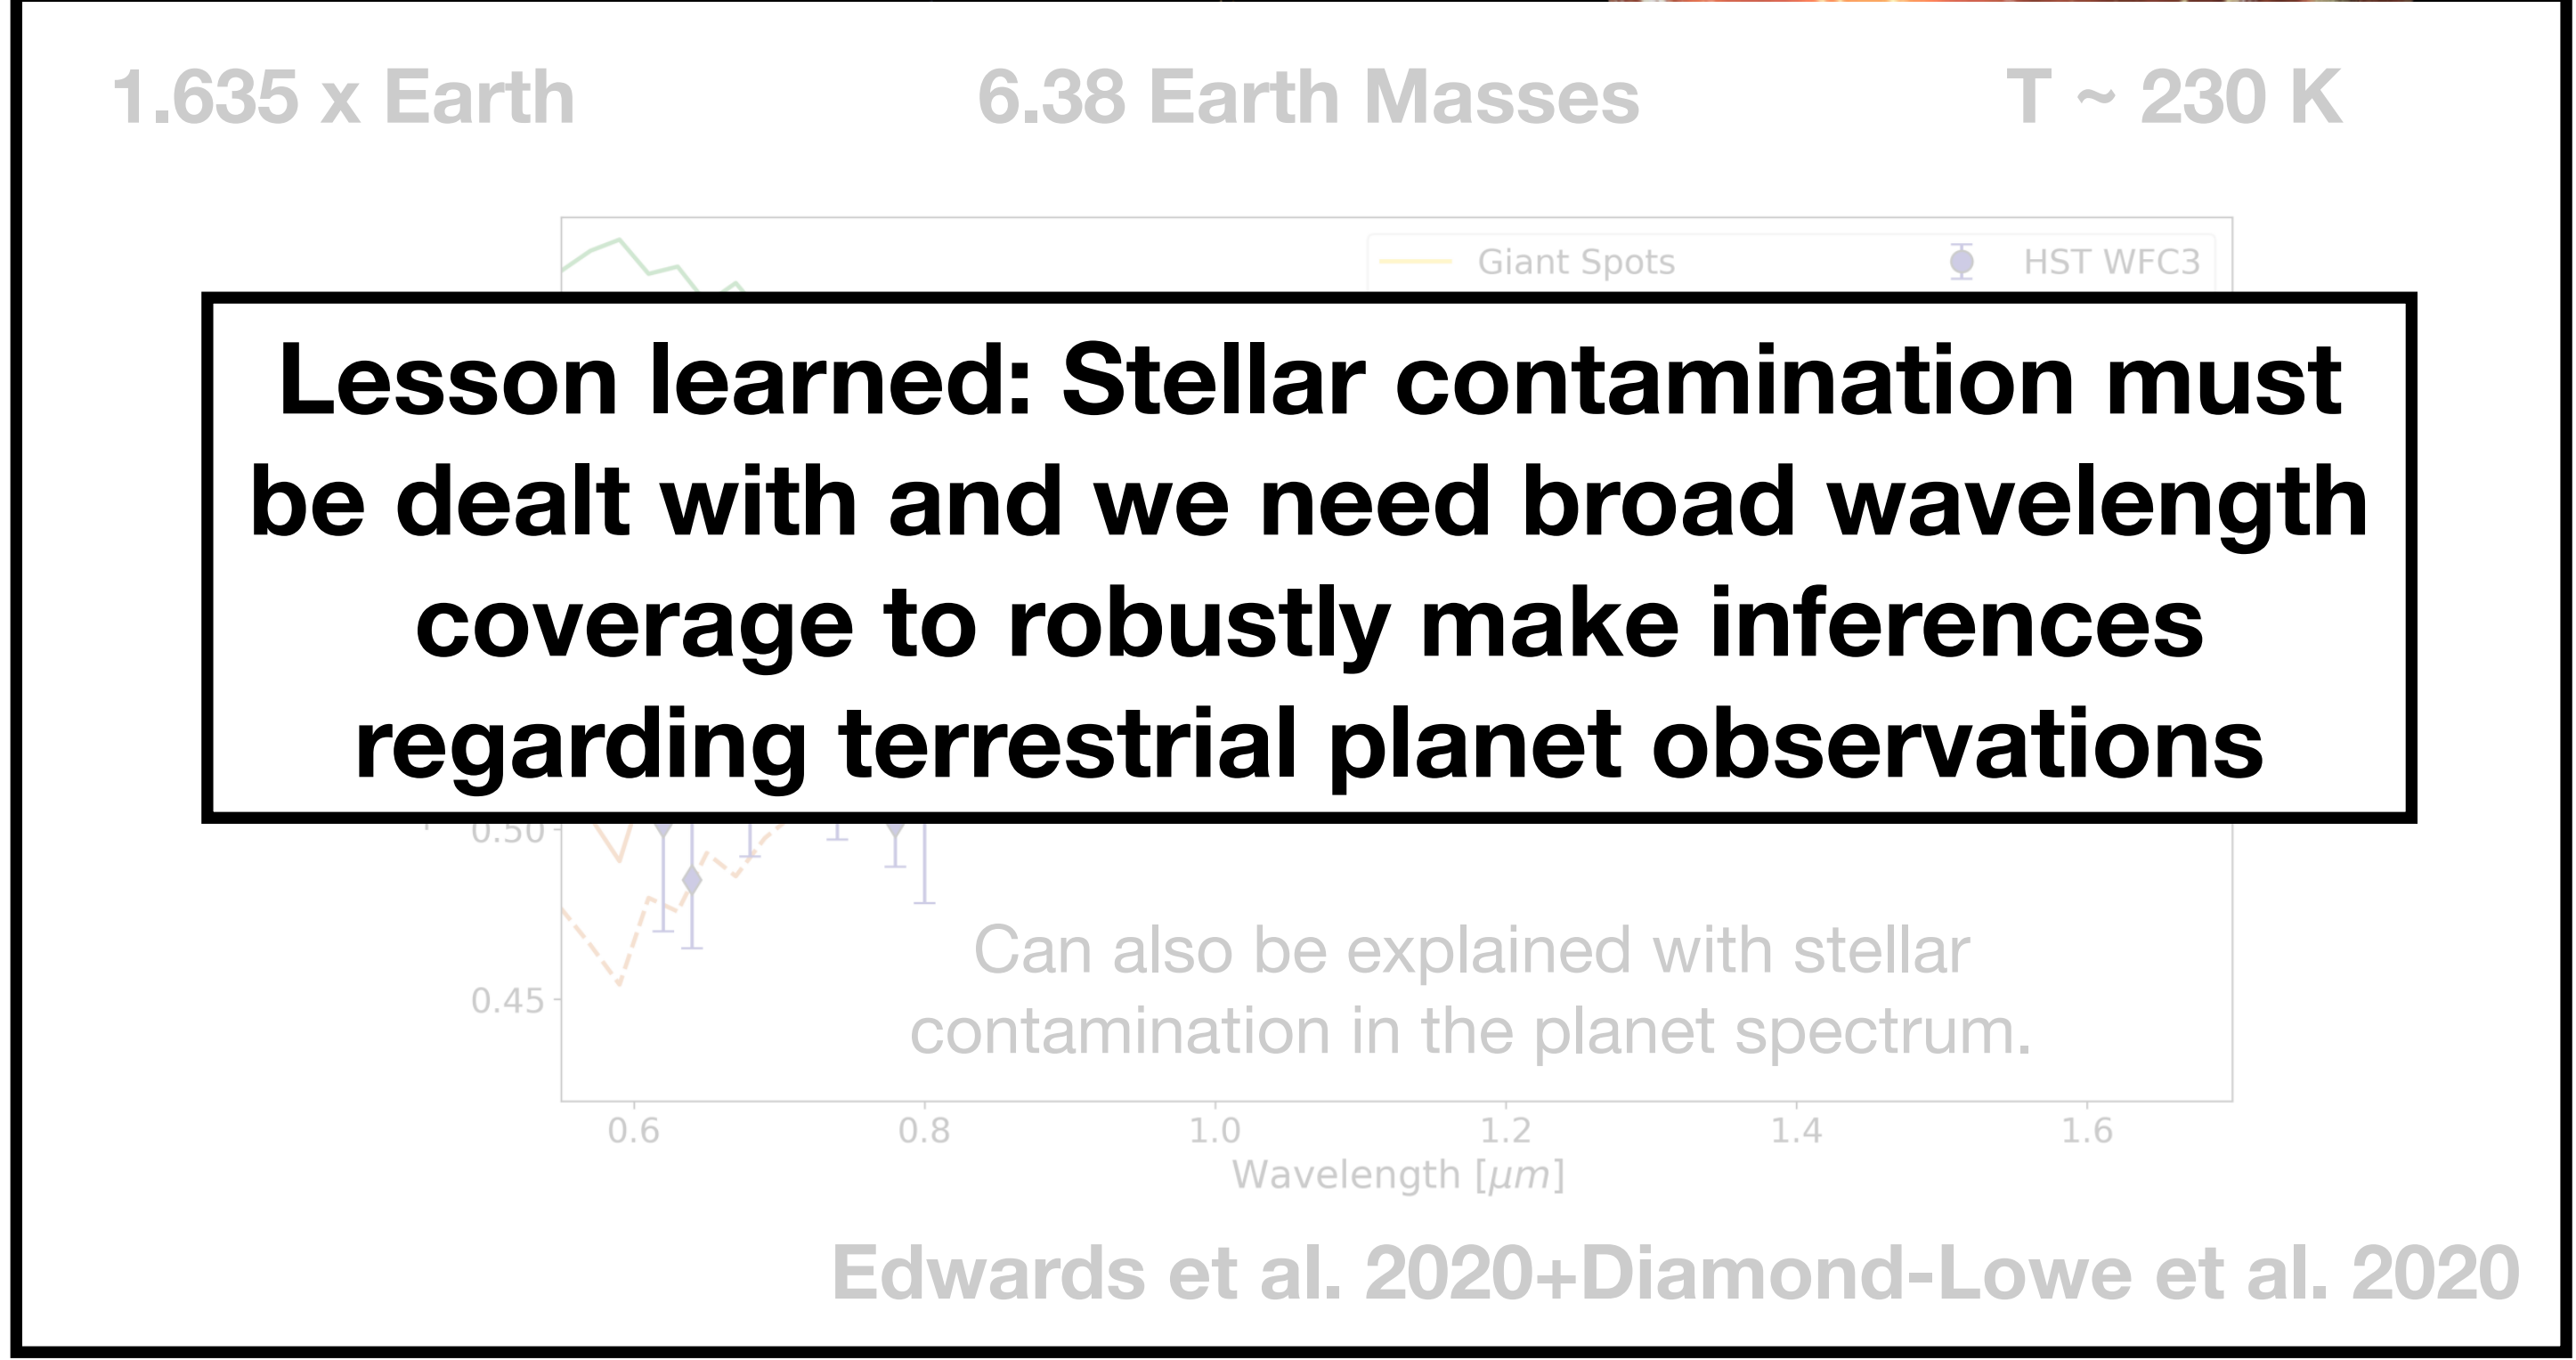 1.635 x Earth 6.38 Earth Masses T ~ 230 K
Giant Spots HST WFC3
Lesson learned: Stellar contamination must
be dealt with and we need broad wavelength
coverage to robustly make inferences
regarding terrestrial planet observations
0.50
Can also be explained with stellar
0.45
contamination in the planet spectrum.
0.6 0.8 1.0 1.2 1.4 1.6
Wavelength [μm]
Edwards et al. 2020+Diamond-Lowe et al. 2020